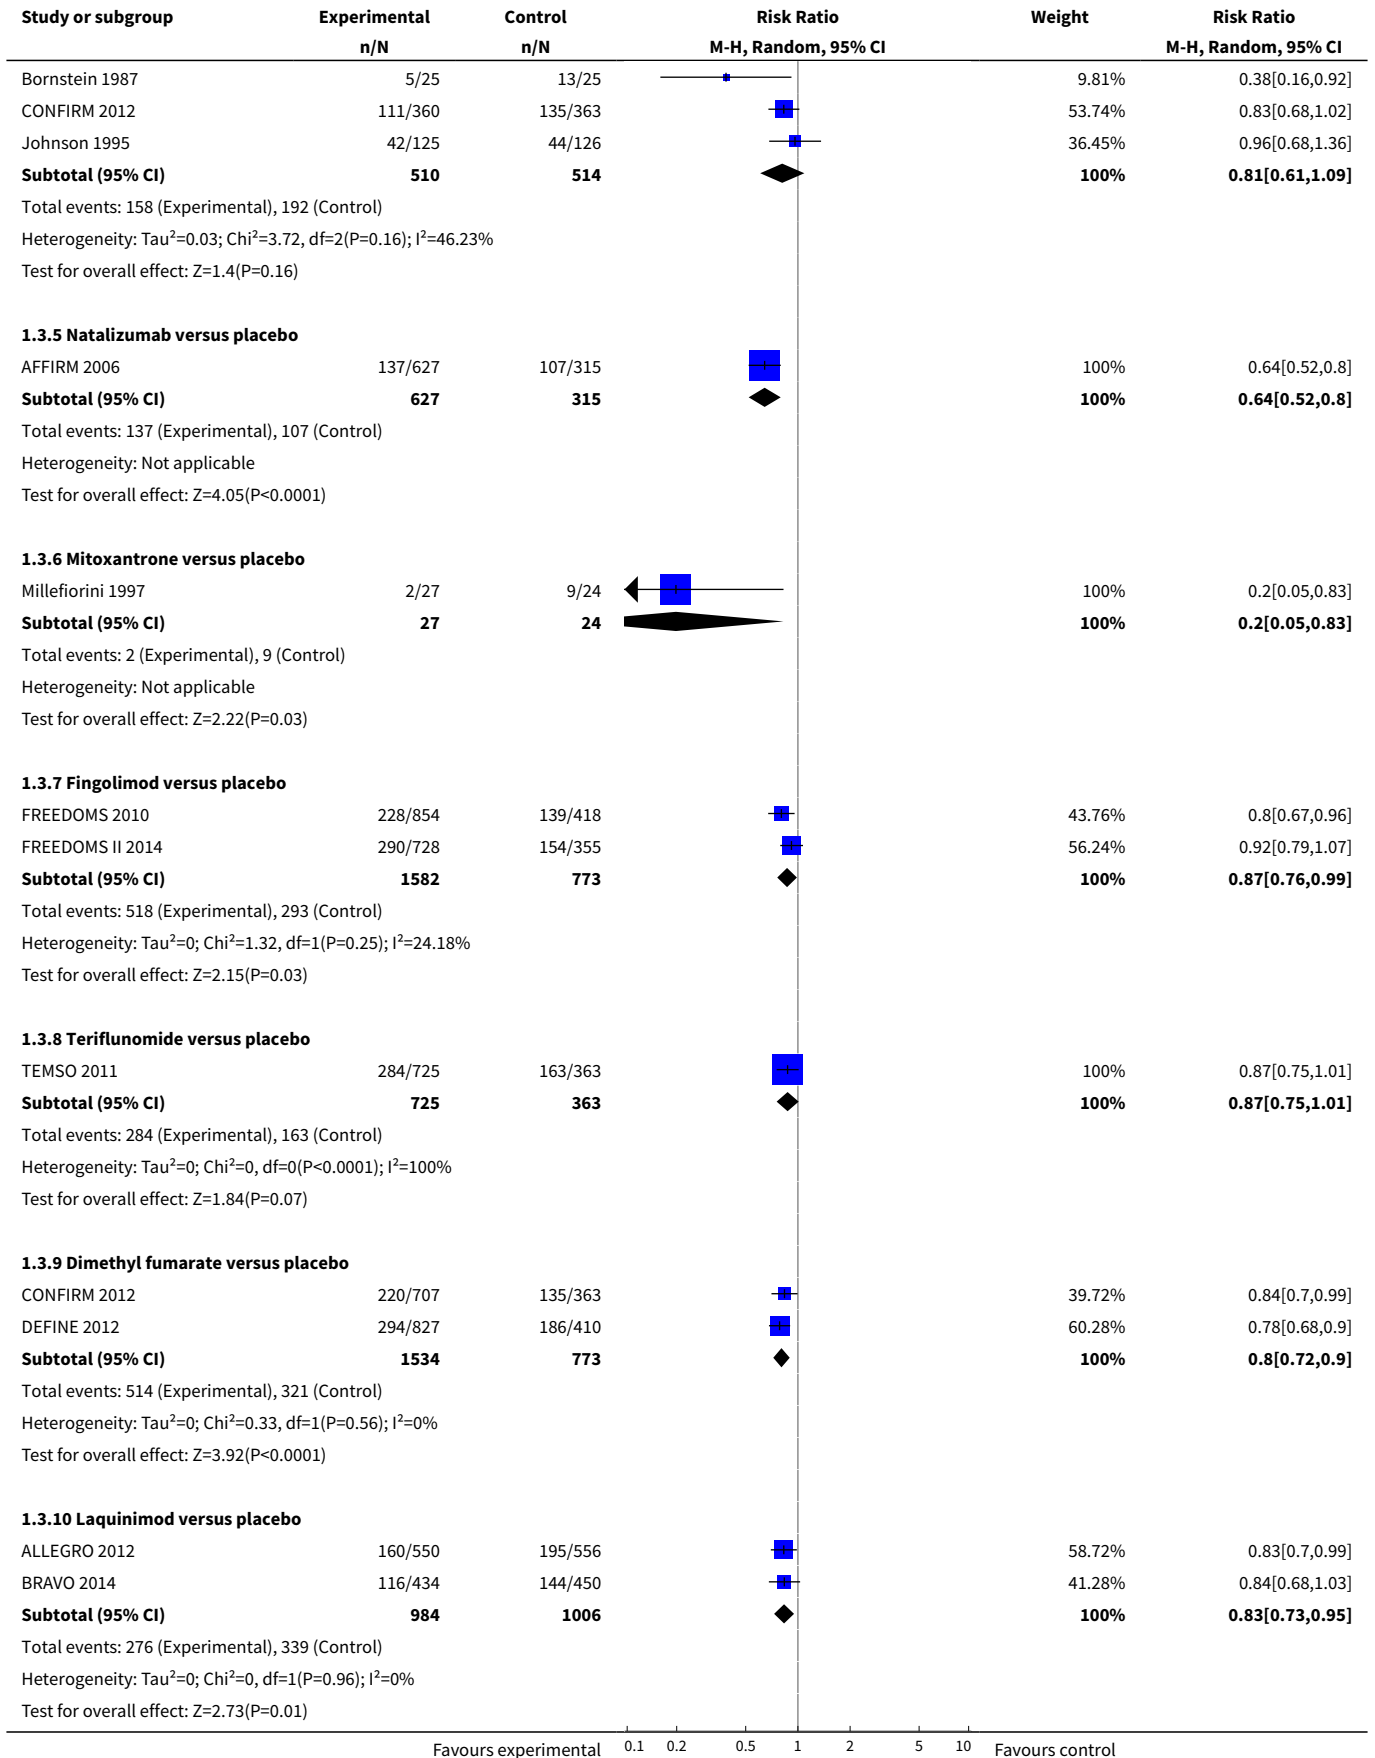 Study or subgroup Experimental Control Risk Ratio Weight Risk Ratio
n/N n/N M-H, Random, 95% CI M-H, Random, 95% CI
Bornstein 1987 5/25 13/25 9.81% 0.38[0.16,0.92]
CONFIRM 2012 111/360 135/363 53.74% 0.83[0.68,1.02]
Johnson 1995 42/125 44/126 36.45% 0.96[0.68,1.36]
Subtotal (95% CI) 510 514 100% 0.81[0.61,1.09]
Total events: 158 (Experimental), 192 (Control)
Heterogeneity: Tau²=0.03; Chi²=3.72, df=2(P=0.16); I²=46.23%
Test for overall effect: Z=1.4(P=0.16)
1.3.5 Natalizumab versus placebo
AFFIRM 2006 137/627 107/315 100% 0.64[0.52,0.8]
Subtotal (95% CI) 627 315 100% 0.64[0.52,0.8]
Total events: 137 (Experimental), 107 (Control)
Heterogeneity: Not applicable
Test for overall effect: Z=4.05(P<0.0001)
1.3.6 Mitoxantrone versus placebo
Millefiorini 1997 2/27 9/24 100% 0.2[0.05,0.83]
Subtotal (95% CI) 27 24 100% 0.2[0.05,0.83]
Total events: 2 (Experimental), 9 (Control)
Heterogeneity: Not applicable
Test for overall effect: Z=2.22(P=0.03)
1.3.7 Fingolimod versus placebo
FREEDOMS 2010 228/854 139/418 43.76% 0.8[0.67,0.96]
FREEDOMS II 2014 290/728 154/355 56.24% 0.92[0.79,1.07]
Subtotal (95% CI) 1582 773 100% 0.87[0.76,0.99]
Total events: 518 (Experimental), 293 (Control)
Heterogeneity: Tau²=0; Chi²=1.32, df=1(P=0.25); I²=24.18%
Test for overall effect: Z=2.15(P=0.03)
1.3.8 Teriflunomide versus placebo
TEMSO 2011 284/725 163/363 100% 0.87[0.75,1.01]
Subtotal (95% CI) 725 363 100% 0.87[0.75,1.01]
Total events: 284 (Experimental), 163 (Control)
Heterogeneity: Tau²=0; Chi²=0, df=0(P<0.0001); I²=100%
Test for overall effect: Z=1.84(P=0.07)
1.3.9 Dimethyl fumarate versus placebo
CONFIRM 2012 220/707 135/363 39.72% 0.84[0.7,0.99]
DEFINE 2012 294/827 186/410 60.28% 0.78[0.68,0.9]
Subtotal (95% CI) 1534 773 100% 0.8[0.72,0.9]
Total events: 514 (Experimental), 321 (Control)
Heterogeneity: Tau²=0; Chi²=0.33, df=1(P=0.56); I²=0%
Test for overall effect: Z=3.92(P<0.0001)
1.3.10 Laquinimod versus placebo
ALLEGRO 2012 160/550 195/556 58.72% 0.83[0.7,0.99]
BRAVO 2014 116/434 144/450 41.28% 0.84[0.68,1.03]
Subtotal (95% CI) 984 1006 100% 0.83[0.73,0.95]
Total events: 276 (Experimental), 339 (Control)
Heterogeneity: Tau²=0; Chi²=0, df=1(P=0.96); I²=0%
Test for overall effect: Z=2.73(P=0.01)
Favours experimental 0.1 0.2 0.5 1 2 5 10 Favours control